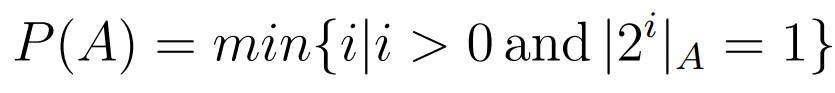 P(A) = min{i|i > 0 and |2^i|_A = 1}